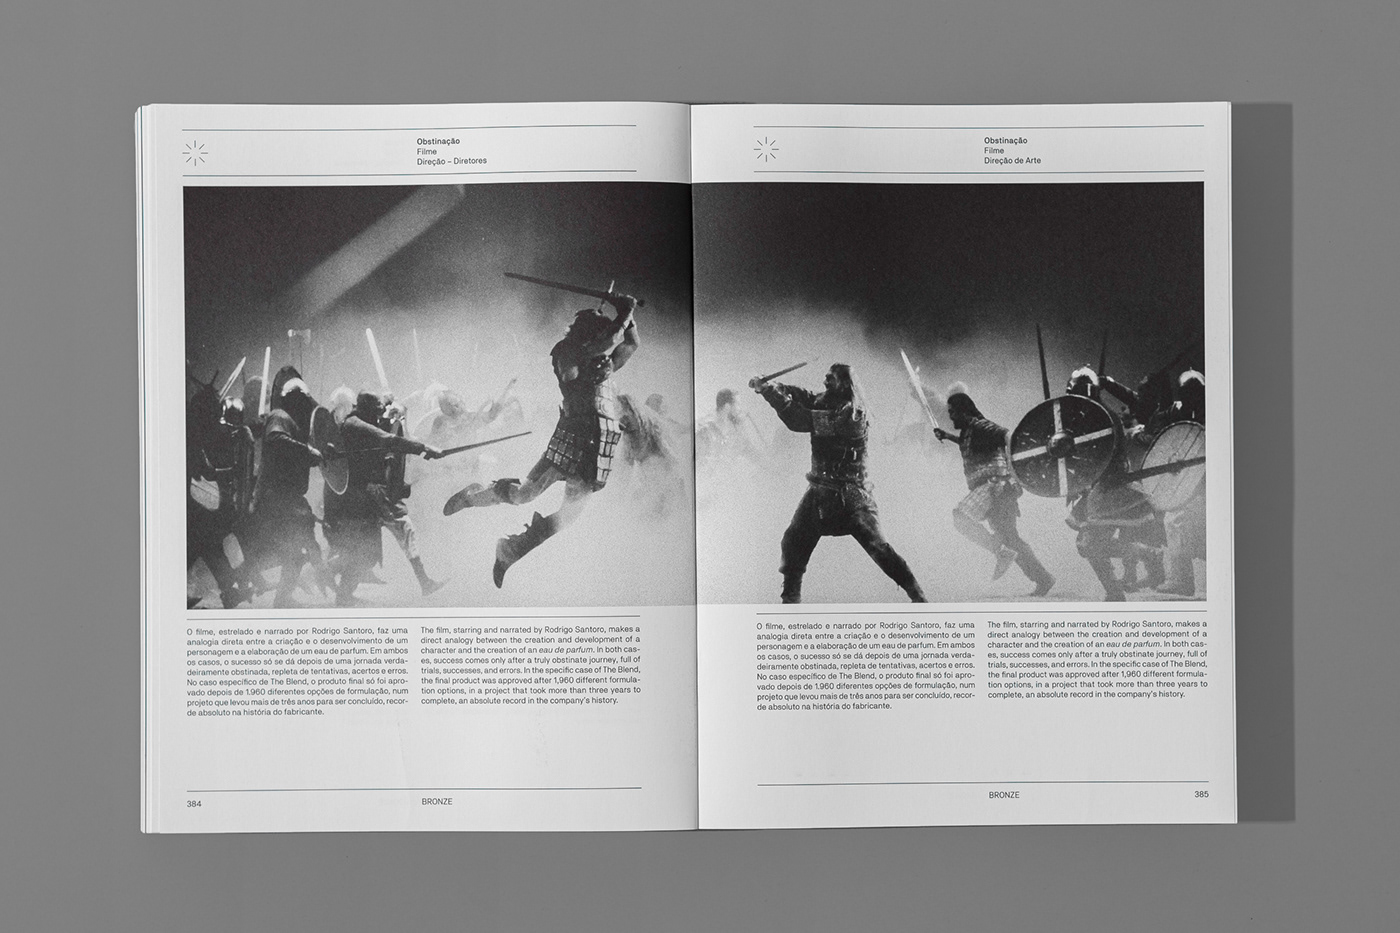 Obstinação
Filme
Direção – Diretores
O filme, estrelado e narrado por Rodrigo Santoro, faz uma
analogia direta entre a criação e o desenvolvimento de um
personagem e a elaboração de um eau de parfum. Em ambos
os casos, o sucesso só se dá depois de uma jornada verda-
deiramente obstinada, repleta de tentativas, acertos e erros.
No caso específico de The Blend, o produto final só foi apro-
vado depois de 1.960 diferentes opções de formulação, num
projeto que levou mais de três anos para ser concluído, recor-
de absoluto na história do fabricante.
The film, starring and narrated by Rodrigo Santoro, makes a
direct analogy between the creation and development of a
character and the creation of an eau de parfum. In both cas-
es, success comes only after a truly obstinate journey, full of
trials, successes, and errors. In the specific case of The Blend,
the final product was approved after 1,960 different formula-
tion options, in a project that took more than three years to
complete, an absolute record in the company's history.
384
BRONZE
Obstinação
Filme
Direção de Arte
O filme, estrelado e narrado por Rodrigo Santoro, faz uma
analogia direta entre a criação e o desenvolvimento de um
personagem e a elaboração de um eau de parfum. Em ambos
os casos, o sucesso só se dá depois de uma jornada verda-
deiramente obstinada, repleta de tentativas, acertos e erros.
No caso específico de The Blend, o produto final só foi apro-
vado depois de 1.960 diferentes opções de formulação, num
projeto que levou mais de três anos para ser concluído, recor-
de absoluto na história do fabricante.
The film, starring and narrated by Rodrigo Santoro, makes a
direct analogy between the creation and development of a
character and the creation of an eau de parfum. In both cas-
es, success comes only after a truly obstinate journey, full of
trials, successes, and errors. In the specific case of The Blend,
the final product was approved after 1,960 different formula-
tion options, in a project that took more than three years to
complete, an absolute record in the company's history.
BRONZE
385